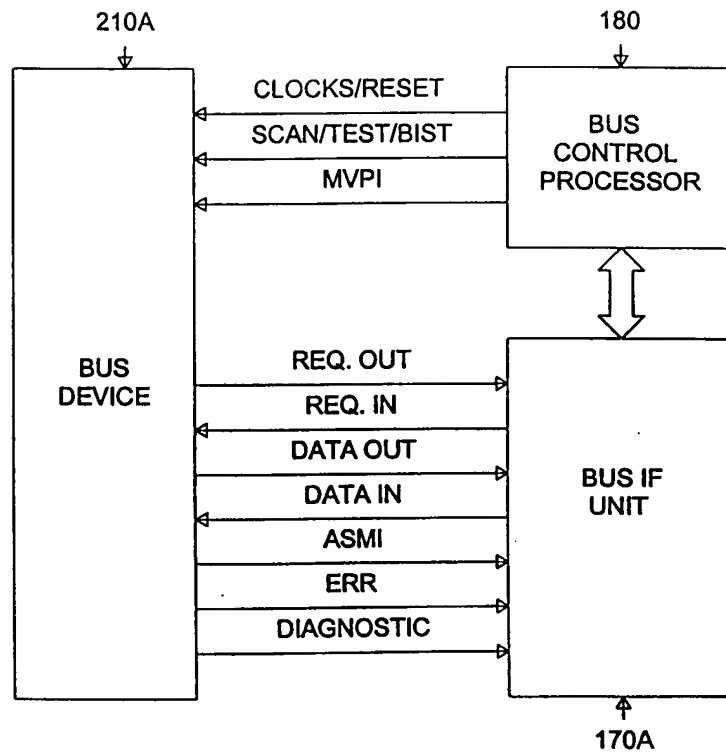 210A
180
CLOCKS/RESET
SCAN/TEST/BIST
MVPI
BUS
CONTROL
PROCESSOR
BUS
DEVICE
REQ. OUT
REQ. IN
DATA OUT
DATA IN
ASMI
ERR
DIAGNOSTIC
BUS IF
UNIT
170A